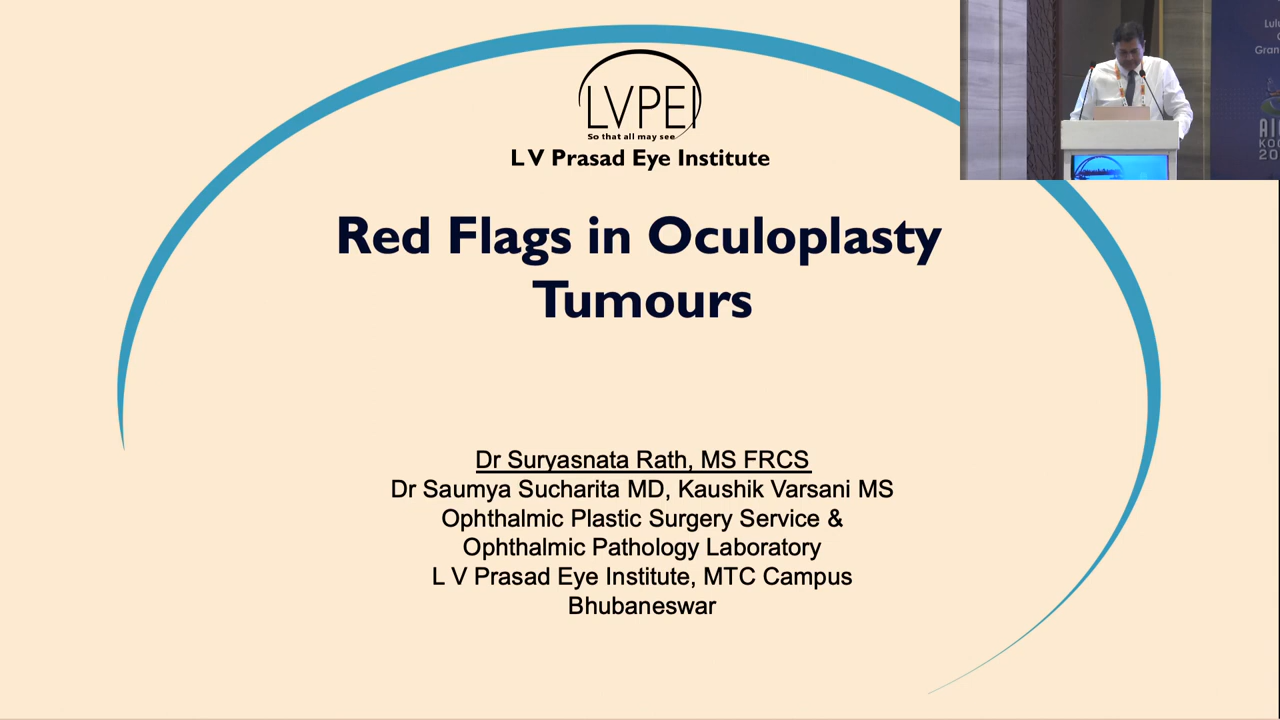 LVPEI
So that all may see
L V Prasad Eye Institute
Red Flags in Oculoplasty
Tumours
Dr Suryasnata Rath, MS FRCS
Dr Saumya Sucharita MD, Kaushik Varsani MS
Ophthalmic Plastic Surgery Service &
Ophthalmic Pathology Laboratory
L V Prasad Eye Institute, MTC Campus
Bhubaneswar